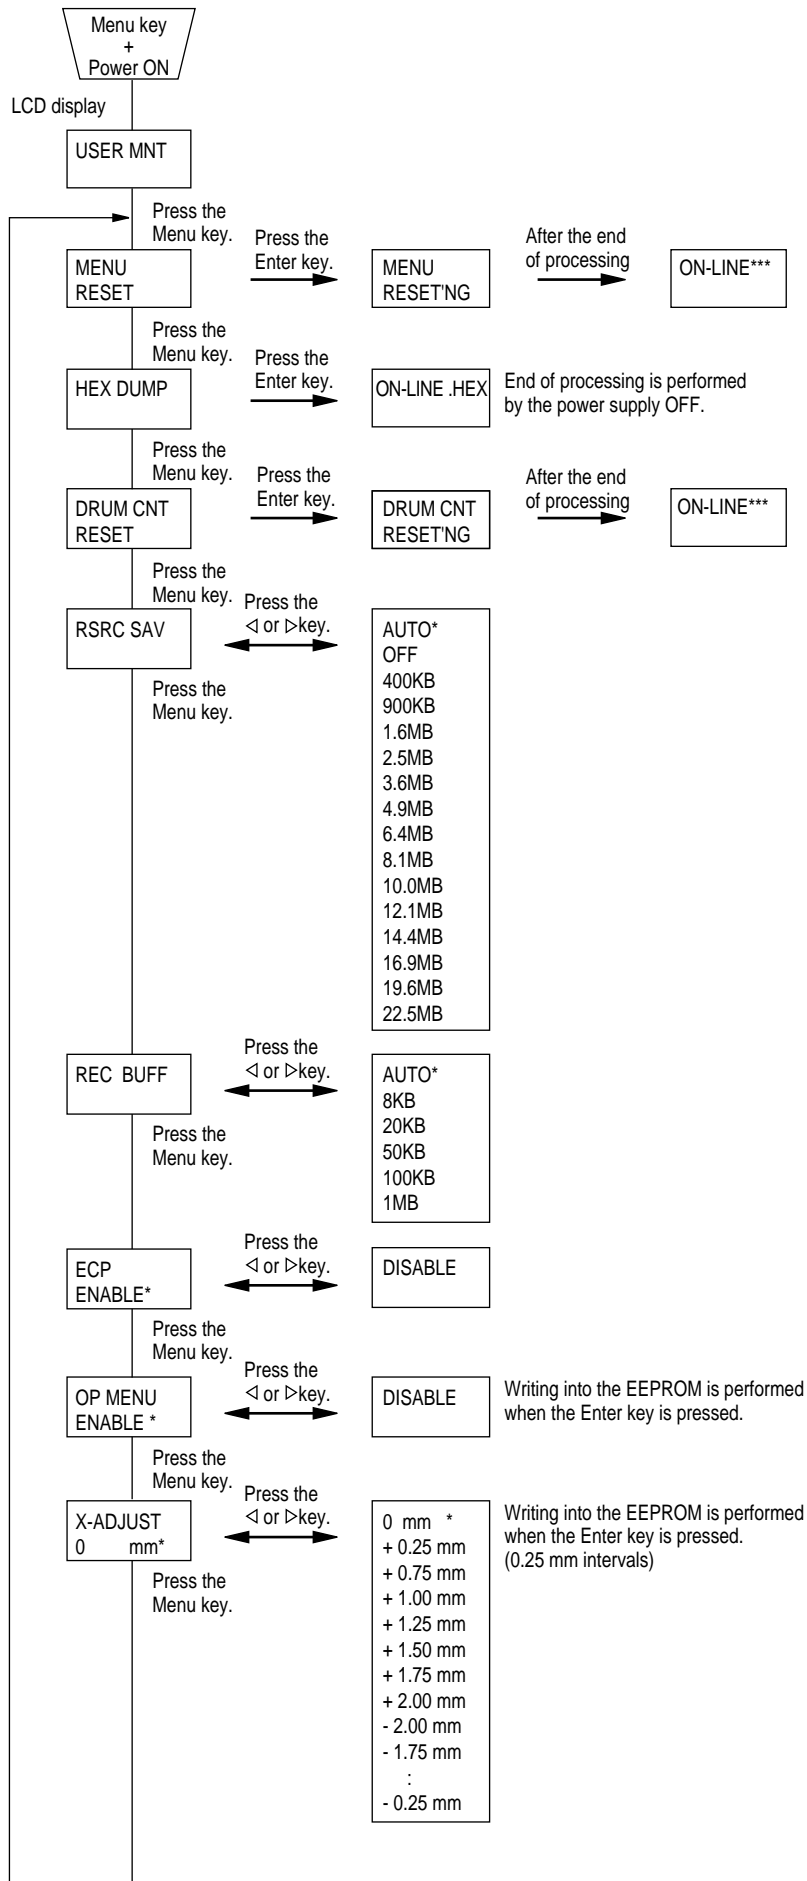 Menu key
+
Power ON
LCD display
USER MNT
Press the
Menu key.
MENU
RESET
Press the
Enter key.
MENU
RESET'NG
After the end
of processing
ON-LINE***
Press the
Menu key.
HEX DUMP
Press the
Enter key.
ON-LINE .HEX
End of processing is performed
by the power supply OFF.
Press the
Menu key.
DRUM CNT
RESET
Press the
Enter key.
DRUM CNT
RESET'NG
After the end
of processing
ON-LINE***
Press the
Menu key.
RSRC SAV
Press the
◁ or ▷key.
AUTO*
OFF
400KB
900KB
1.6MB
2.5MB
3.6MB
4.9MB
6.4MB
8.1MB
10.0MB
12.1MB
14.4MB
16.9MB
19.6MB
22.5MB
Press the
Menu key.
REC BUFF
Press the
◁ or ▷key.
AUTO*
8KB
20KB
50KB
100KB
1MB
Press the
Menu key.
ECP
ENABLE*
Press the
◁ or ▷key.
DISABLE
Press the
Menu key.
OP MENU
ENABLE *
Press the
◁ or ▷key.
DISABLE
Writing into the EEPROM is performed
when the Enter key is pressed.
Press the
Menu key.
X-ADJUST
0 mm*
Press the
◁ or ▷key.
0 mm *
+ 0.25 mm
+ 0.75 mm
+ 1.00 mm
+ 1.25 mm
+ 1.50 mm
+ 1.75 mm
+ 2.00 mm
- 2.00 mm
- 1.75 mm
:
- 0.25 mm
Writing into the EEPROM is performed
when the Enter key is pressed.
(0.25 mm intervals)
Press the
Menu key.